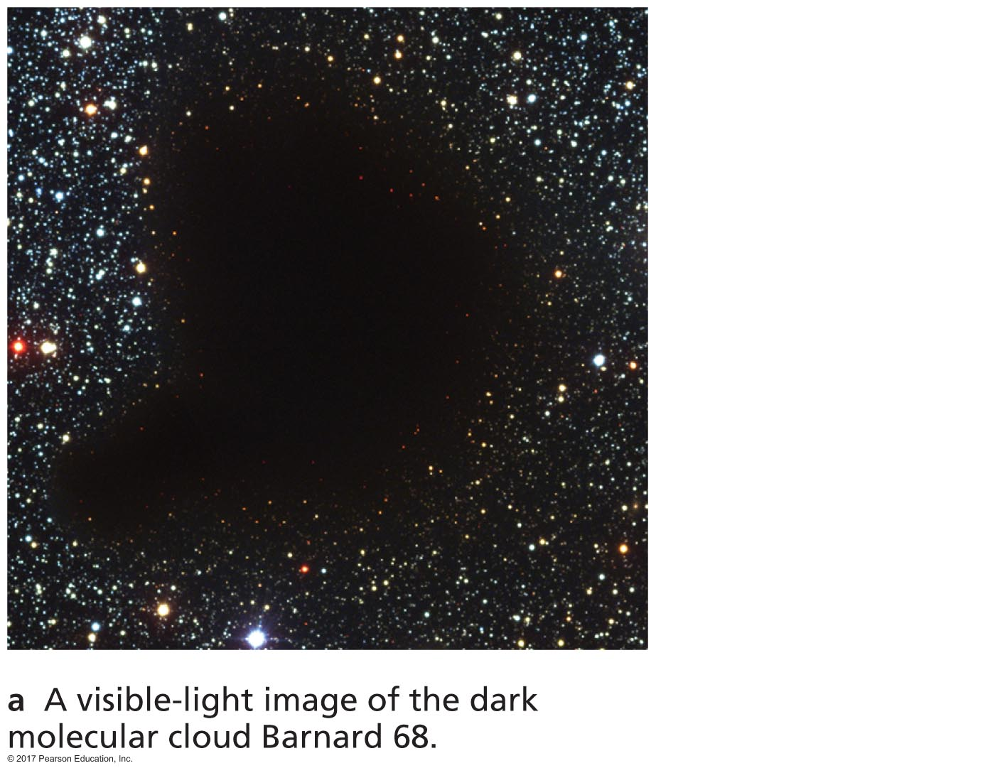 a A visible-light image of the dark
molecular cloud Barnard 68.
© 2017 Pearson Education, Inc.